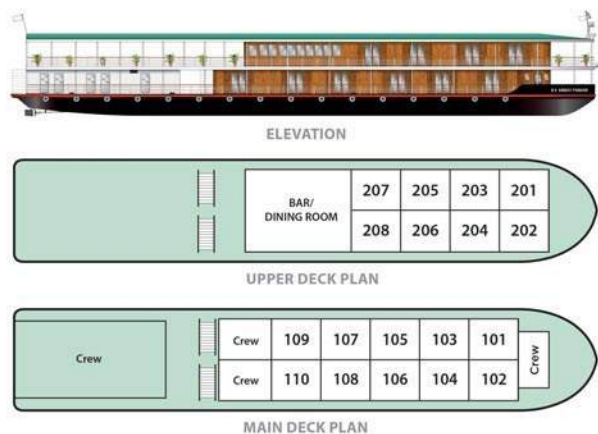 ELEVATION
BAR/
DINING ROOM
207 205 203 201
208 206 204 202
UPPER DECK PLAN
Crew
Crew 109 107 105 103 101
Crew 110 108 106 104 102
Crew
MAIN DECK PLAN